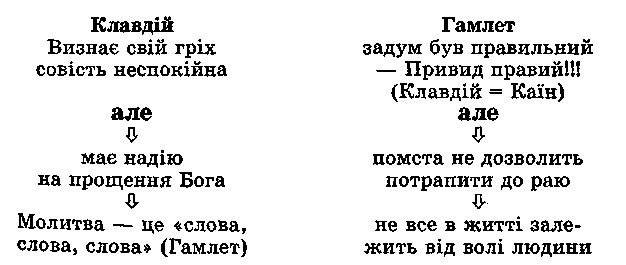 Клавдій
Визнає свій гріх
совість неспокійна
але
⇩
має надію
на прощення Бога
⇩
Молитва — це «слова,
слова, слова» (Гамлет)
Гамлет
задум був правильний
— Привид правий!!!
(Клавдій = Каїн)
але
⇩
помста не дозволить
потрапити до раю
⇩
не все в житті зале-
жить від волі людини